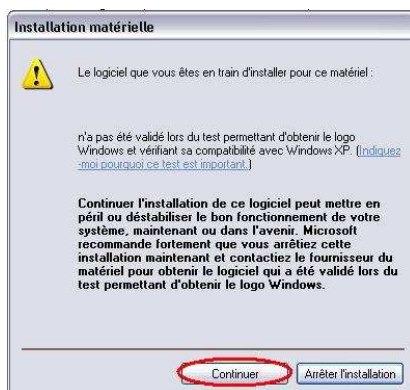 Installation matérielle
Le logiciel que vous êtes en train d'installer pour ce matériel :
n'a pas été validé lors du test permettant d'obtenir le logo
Windows et vérifiant sa compatibilité avec Windows XP. (Indiquez
-moi pourquoi ce test est important.)
Continuer l'installation de ce logiciel peut mettre en
péril ou déstabiliser le bon fonctionnement de votre
système, maintenant ou dans l'avenir. Microsoft
recommande fortement que vous arrêtiez cette
installation maintenant et contactiez le fournisseur du
matériel pour obtenir le logiciel qui a été validé lors du
test permettant d'obtenir le logo Windows.
Continuer
Arrêter l'installation